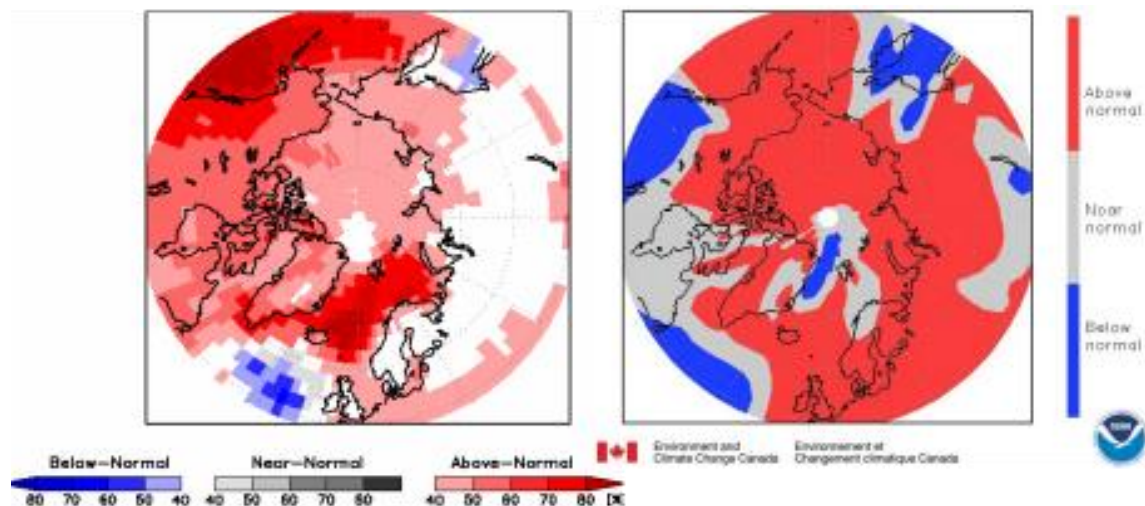 Above
normal
Near
normal
Below
normal
NOAA
Environment and
Climate Change Canada
Environnement et
Changement climatique Canada
Below-Normal
Near-Normal
Above-Normal
80 70 60 50 40
40 50 60 70 80
40 50 60 70 80 [%]